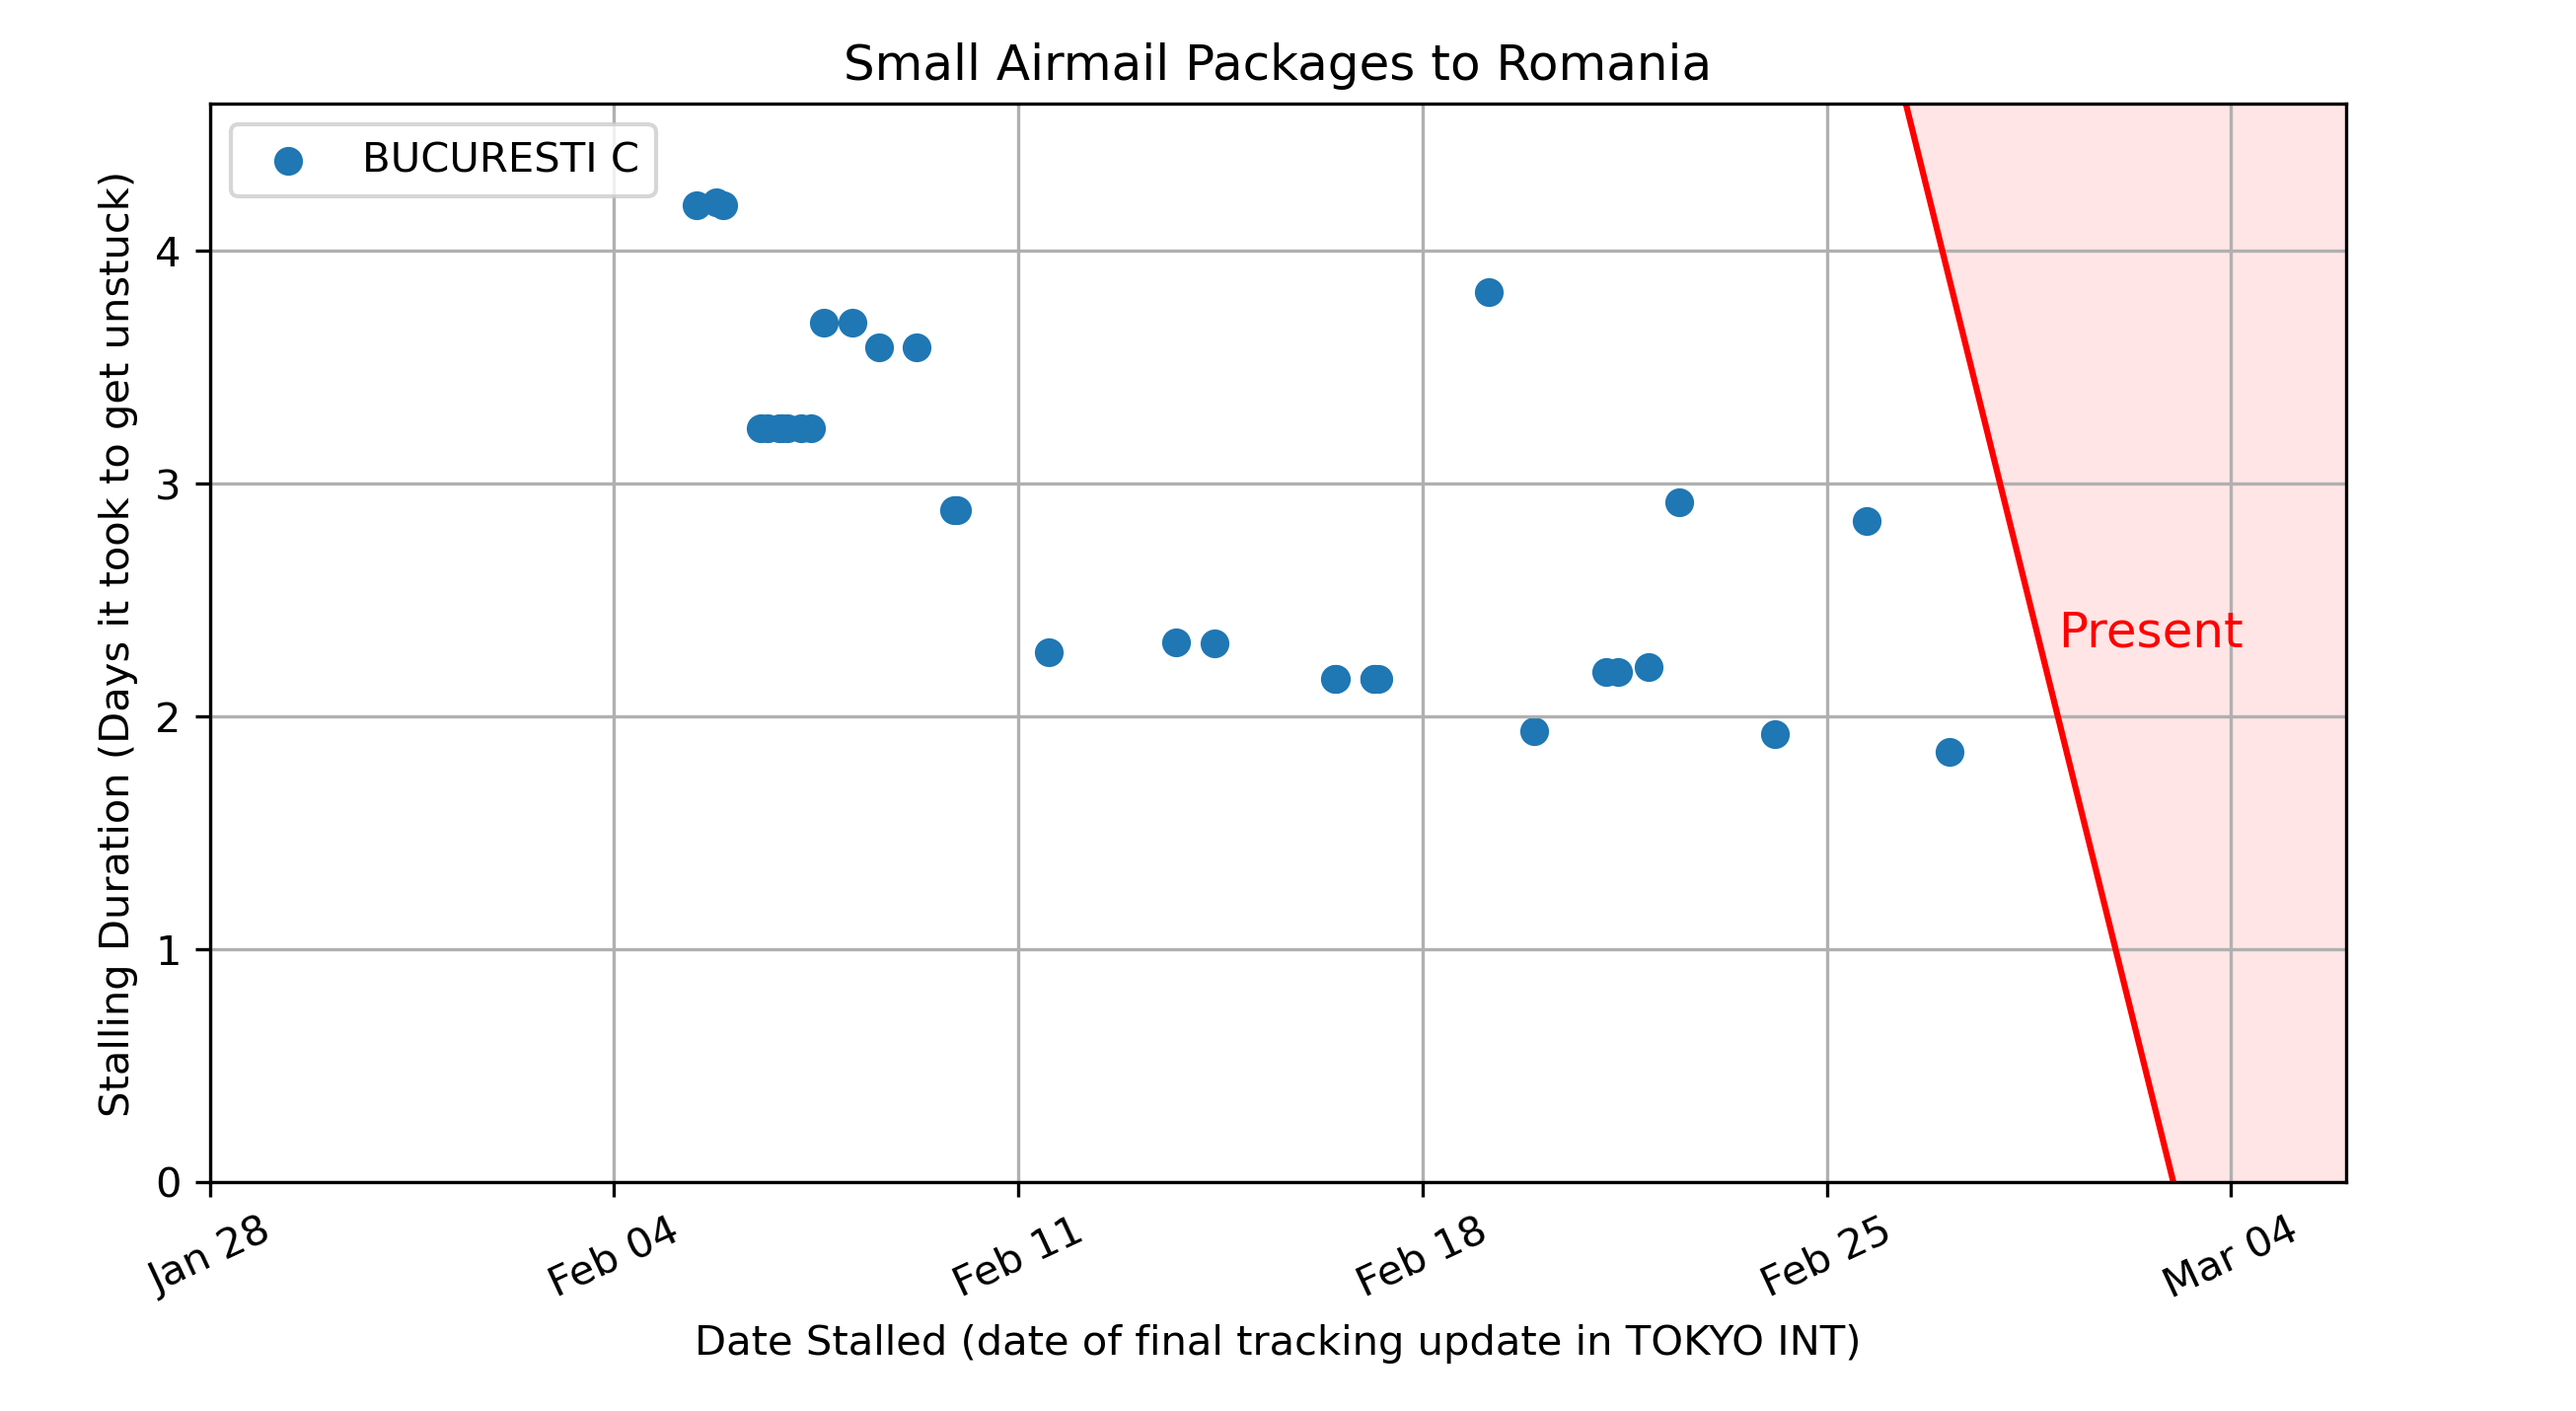 Small Airmail Packages to Romania
BUCURESTI C
Stalling Duration (Days it took to get unstuck)
4
3
2
1
0
Present
Jan 28
Feb 04
Feb 11
Feb 18
Feb 25
Mar 04
Date Stalled (date of final tracking update in TOKYO INT)